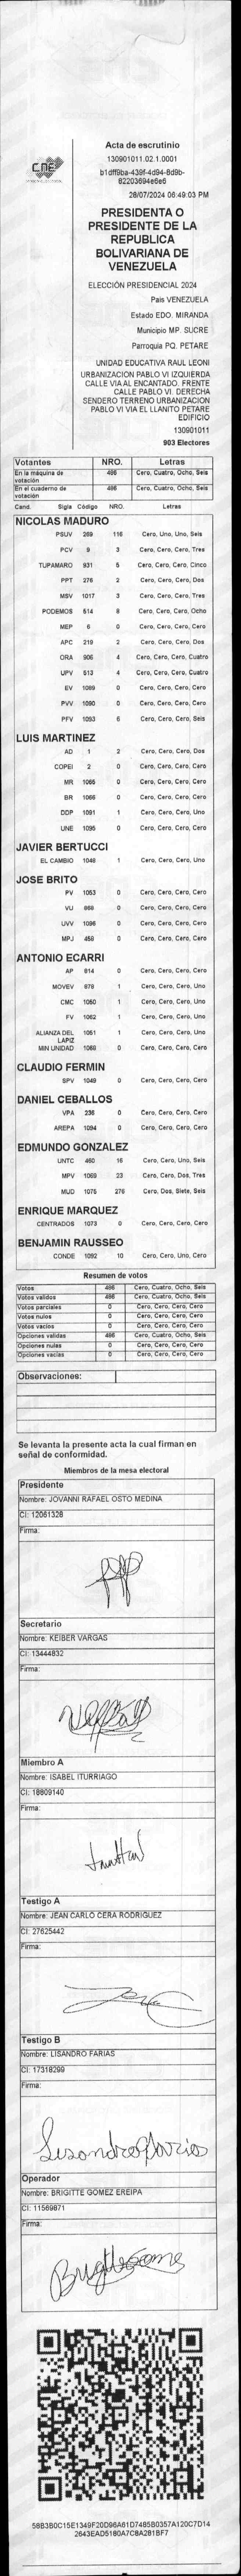 CNE
Acta de escrutinio
130901011.02.1.0001
b1dff9ba-439f-4d94-8d9b-
82203694e6e6
28/07/2024 06:49:03 PM
PRESIDENTA O
PRESIDENTE DE LA
REPUBLICA
BOLIVARIANA DE
VENEZUELA
ELECCIÓN PRESIDENCIAL 2024
Pais VENEZUELA
Estado EDO. MIRANDA
Municipio MP. SUCRE
Parroquia PQ. PETARE
UNIDAD EDUCATIVA RAUL LEONI
URBANIZACION PABLO VI IZQUIERDA
CALLE VIA AL ENCANTADO. FRENTE
CALLE PABLO VI. DERECHA
SENDERO TERRENO URBANIZACION
PABLO VI VIA EL LLANITO PETARE
EDIFICIO
130901011
903 Electores
Votantes NRO. Letras
En la máquina de votación 486 Cero, Cuatro, Ocho, Seis
En el cuaderno de votación 486 Cero, Cuatro, Ocho, Seis
Cand. Sigla Código NRO. Letras
NICOLAS MADURO
PSUV 269 116 Cero, Uno, Uno, Seis
PCV 9 3 Cero, Cero, Cero, Tres
TUPAMARO 931 5 Cero, Cero, Cero, Cinco
PPT 276 2 Cero, Cero, Cero, Dos
MSV 1017 3 Cero, Cero, Cero, Tres
PODEMOS 514 8 Cero, Cero, Cero, Ocho
MEP 6 0 Cero, Cero, Cero, Cero
APC 219 2 Cero, Cero, Cero, Dos
ORA 906 4 Cero, Cero, Cero, Cuatro
UPV 513 4 Cero, Cero, Cero, Cuatro
EV 1089 0 Cero, Cero, Cero, Cero
PVV 1090 0 Cero, Cero, Cero, Cero
PFV 1093 6 Cero, Cero, Cero, Seis
LUIS MARTINEZ
AD 1 2 Cero, Cero, Cero, Dos
COPEI 2 0 Cero, Cero, Cero, Cero
MR 1065 0 Cero, Cero, Cero, Cero
BR 1066 0 Cero, Cero, Cero, Cero
DDP 1091 1 Cero, Cero, Cero, Uno
UNE 1095 0 Cero, Cero, Cero, Cero
JAVIER BERTUCCI
EL CAMBIO 1048 1 Cero, Cero, Cero, Uno
JOSE BRITO
PV 1053 0 Cero, Cero, Cero, Cero
VU 869 0 Cero, Cero, Cero, Cero
UVV 1096 0 Cero, Cero, Cero, Cero
MPJ 458 0 Cero, Cero, Cero, Cero
ANTONIO ECARRI
AP 814 0 Cero, Cero, Cero, Cero
MOVEV 878 1 Cero, Cero, Cero, Uno
CMC 1050 1 Cero, Cero, Cero, Uno
FV 1062 1 Cero, Cero, Cero, Uno
ALIANZA DEL LAPIZ 1051 1 Cero, Cero, Cero, Uno
MIN UNIDAD 1068 0 Cero, Cero, Cero, Cero
CLAUDIO FERMIN
SPV 1049 0 Cero, Cero, Cero, Cero
DANIEL CEBALLOS
VPA 236 0 Cero, Cero, Cero, Cero
AREPA 1094 0 Cero, Cero, Cero, Cero
EDMUNDO GONZALEZ
UNTC 460 16 Cero, Cero, Uno, Seis
MPV 1069 23 Cero, Cero, Dos, Tres
MUD 1075 276 Cero, Dos, Siete, Seis
ENRIQUE MARQUEZ
CENTRADOS 1073 0 Cero, Cero, Cero, Cero
BENJAMIN RAUSSEO
CONDE 1092 10 Cero, Cero, Uno, Cero
Resumen de votos
Votos 486 Cero, Cuatro, Ocho, Seis
Votos validos 486 Cero, Cuatro, Ocho, Seis
Votos parciales 0 Cero, Cero, Cero, Cero
Votos nulos 0 Cero, Cero, Cero, Cero
Votos vacios 0 Cero, Cero, Cero, Cero
Opciones validas 486 Cero, Cuatro, Ocho, Seis
Opciones nulas 0 Cero, Cero, Cero, Cero
Opciones vacias 0 Cero, Cero, Cero, Cero
Observaciones:
Se levanta la presente acta la cual firman en
señal de conformidad.
Miembros de la mesa electoral
Presidente
Nombre: JOVANNI RAFAEL OSTO MEDINA
CI: 12061328
Firma:
Secretario
Nombre: KEIBER VARGAS
CI: 13444832
Firma:
Miembro A
Nombre: ISABEL ITURRIAGO
CI: 18809140
Firma:
Testigo A
Nombre: JEAN CARLO CERA RODRIGUEZ
CI: 27625442
Firma:
Testigo B
Nombre: LISANDRO FARIAS
CI: 17318299
Firma:
Lisandro Farias
Operador
Nombre: BRIGITTE GOMEZ EREIPA
CI: 11569871
Firma:
58B3B0C15E1349F20D96A61D7485B0357A120C7D14
2643EAD5180A7C8A281BF7